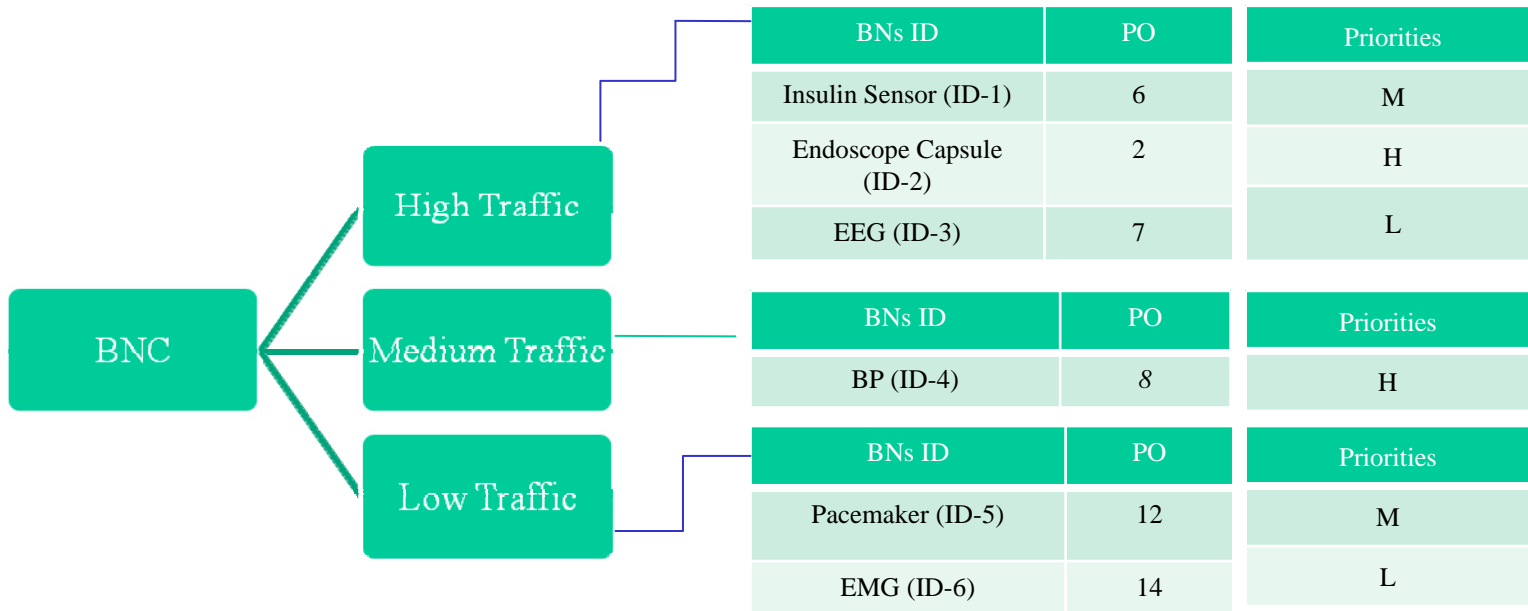 BNC
High Traffic
Medium Traffic
Low Traffic
BNs ID PO Priorities
Insulin Sensor (ID-1) 6 M
Endoscope Capsule 2 H
(ID-2)
EEG (ID-3) 7 L
BNs ID PO Priorities
BP (ID-4) 8 H
BNs ID PO Priorities
Pacemaker (ID-5) 12 M
EMG (ID-6) 14 L